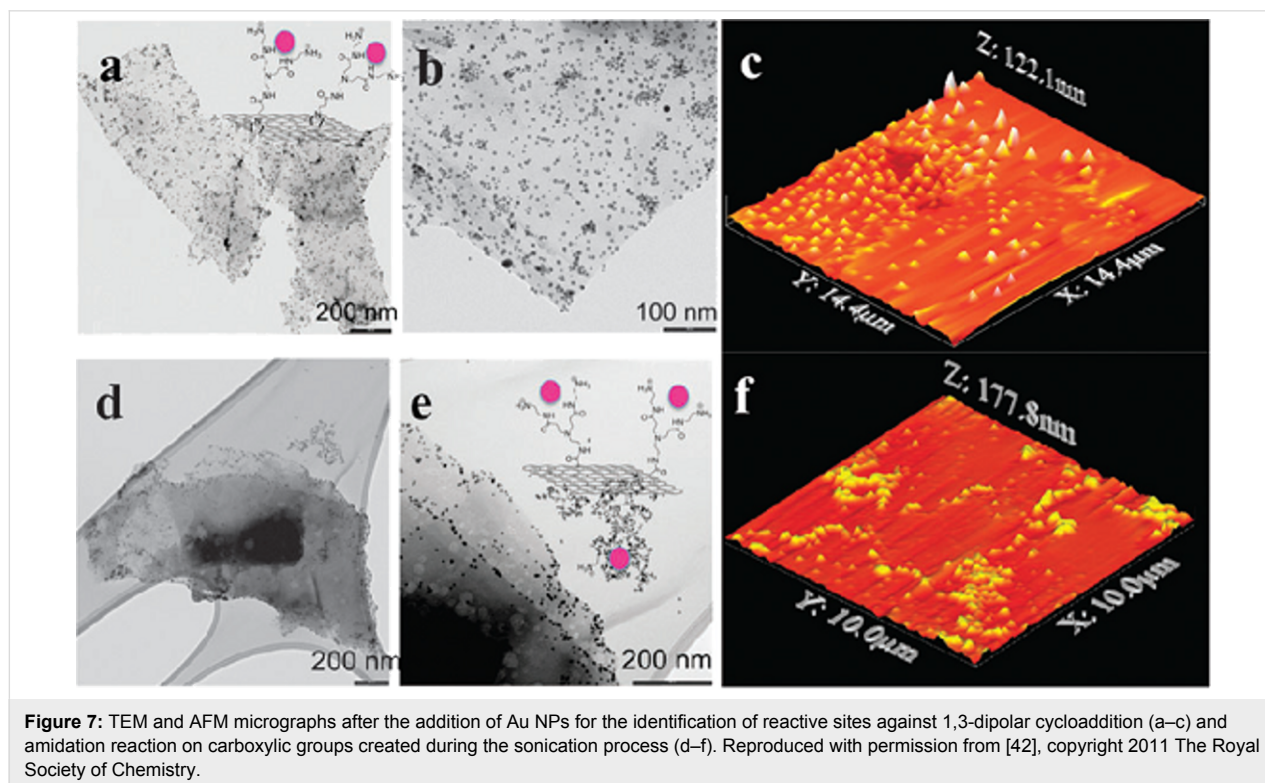 a
200 nm
b
100 nm
c
Z: 122.1nm
Y: 14.4µm
X: 14.4µm
d
200 nm
e
200 nm
f
Z: 177.8nm
Y: 10.0µm
X: 10.0µm
Figure 7: TEM and AFM micrographs after the addition of Au NPs for the identification of reactive sites against 1,3-dipolar cycloaddition (a–c) and
amidation reaction on carboxylic groups created during the sonication process (d–f). Reproduced with permission from [42], copyright 2011 The Royal
Society of Chemistry.